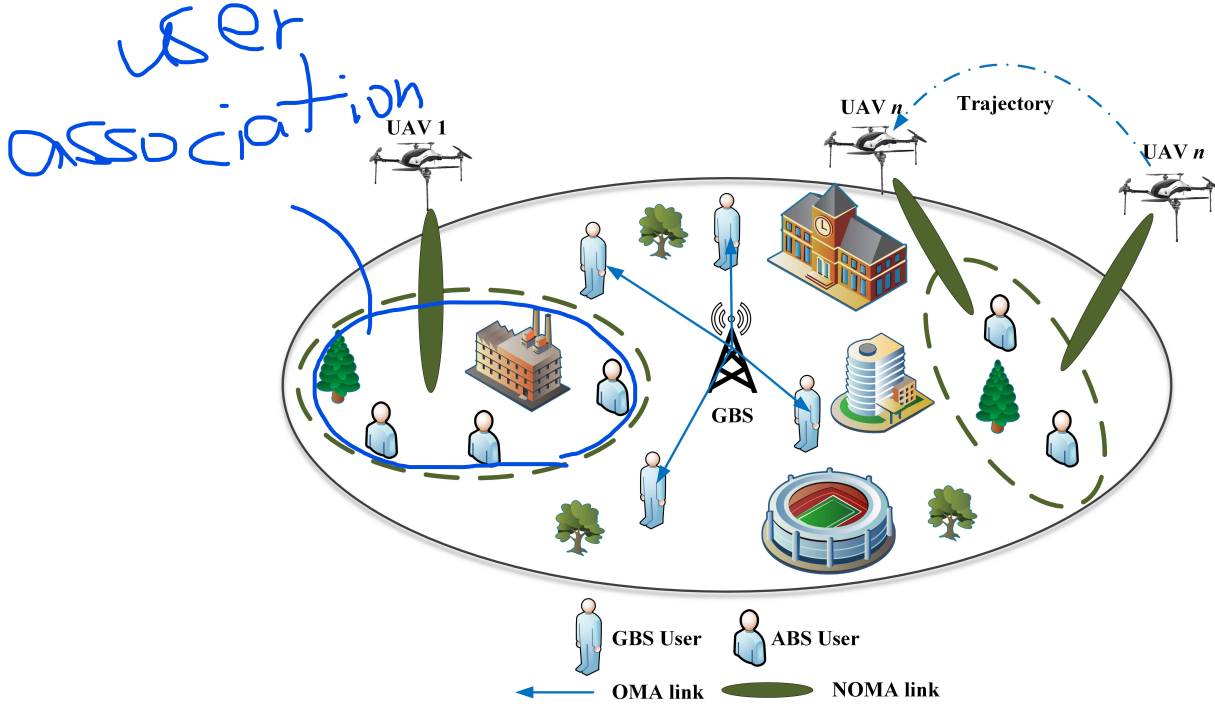 user
association
UAV 1
UAV n
Trajectory
UAV n
GBS
GBS User
ABS User
OMA link
NOMA link